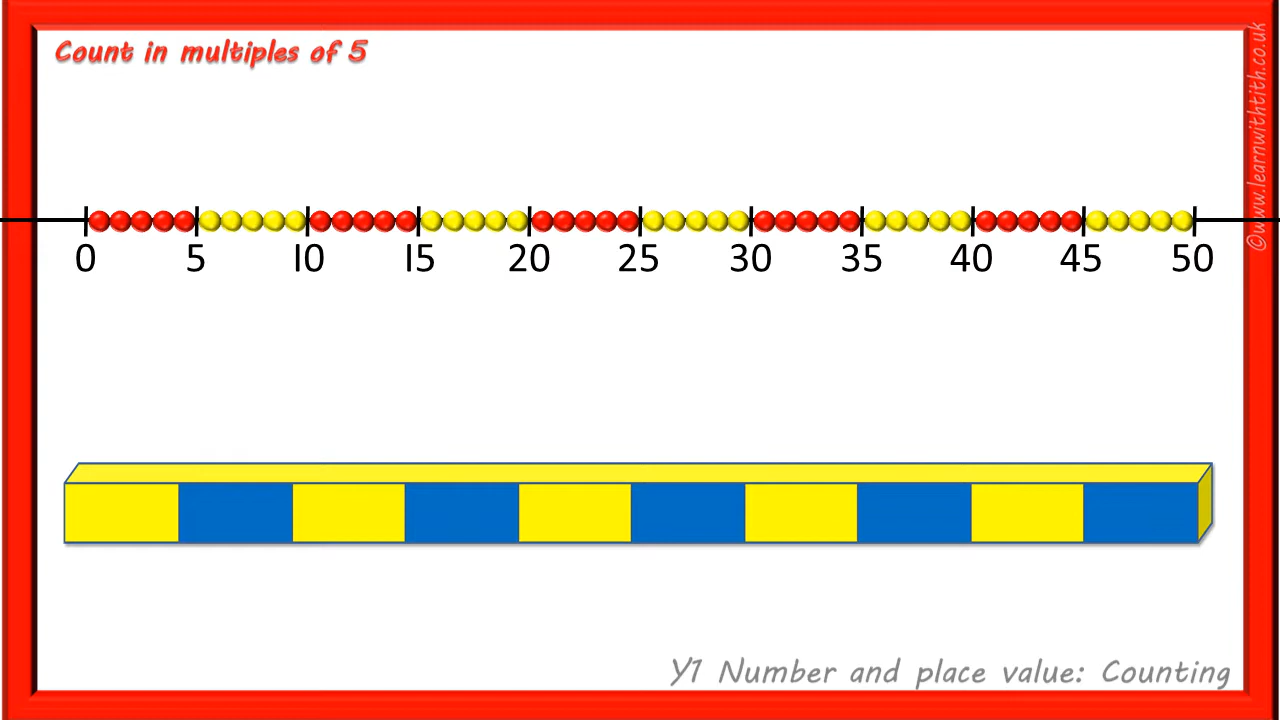 Count in multiples of 5
©www.learnwithtith.co.uk
0 5 10 15 20 25 30 35 40 45 50
Y1 Number and place value: Counting